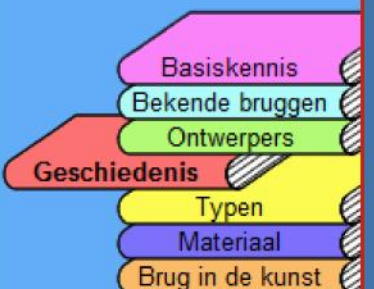 Basiskennis
Bekende bruggen
Ontwerpers
Geschiedenis
Typen
Materiaal
Brug in de kunst